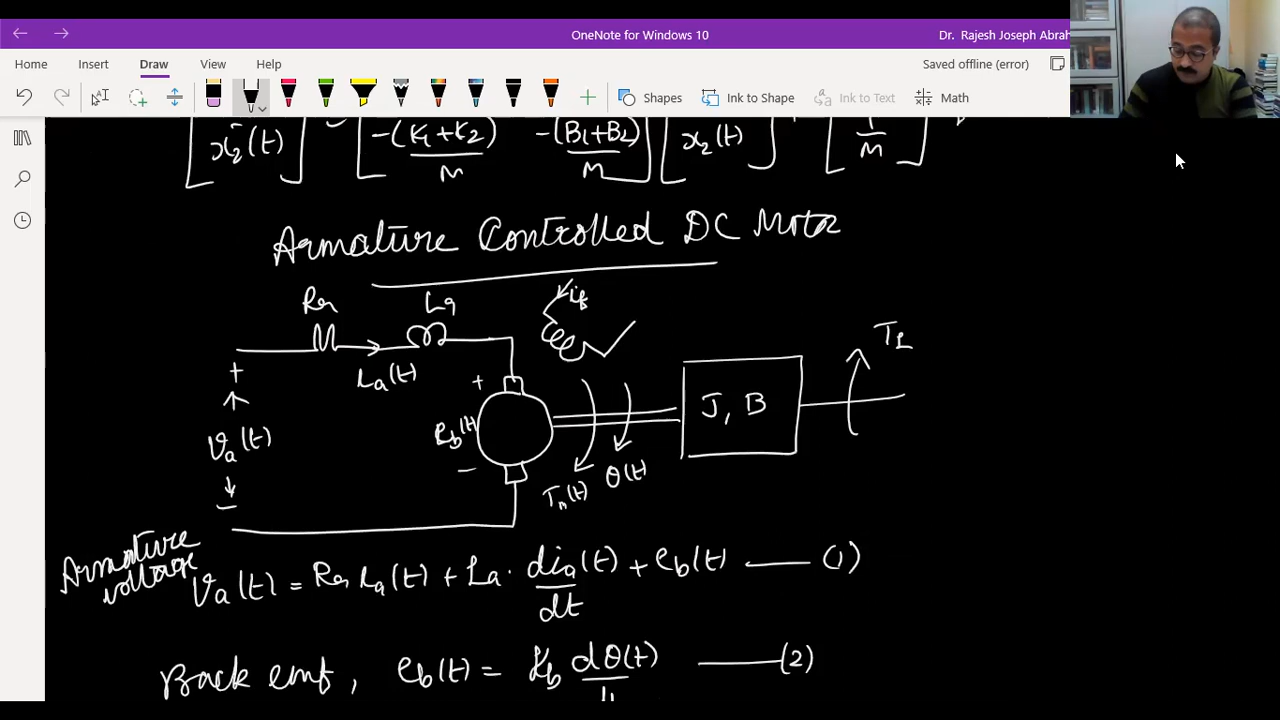 OneNote for Windows 10
Dr. Rajesh Joseph Abrah
Home Insert Draw View Help
Saved offline (error)
Shapes Ink to Shape Ink to Text Math
x2(t) -(K1+K2)/M -(B1+B2)/M x2(t) 1/M
Armature Controlled DC Motor
Ra La if
ia(t)
TL
+ +
Va(t) eb(t) J, B
- -
Tm(t) θ(t)
Armature voltage
Va(t) = Ra ia(t) + La . dia(t)/dt + eb(t) —— (1)
Back emf, eb(t) = Kb dθ(t) —— (2)